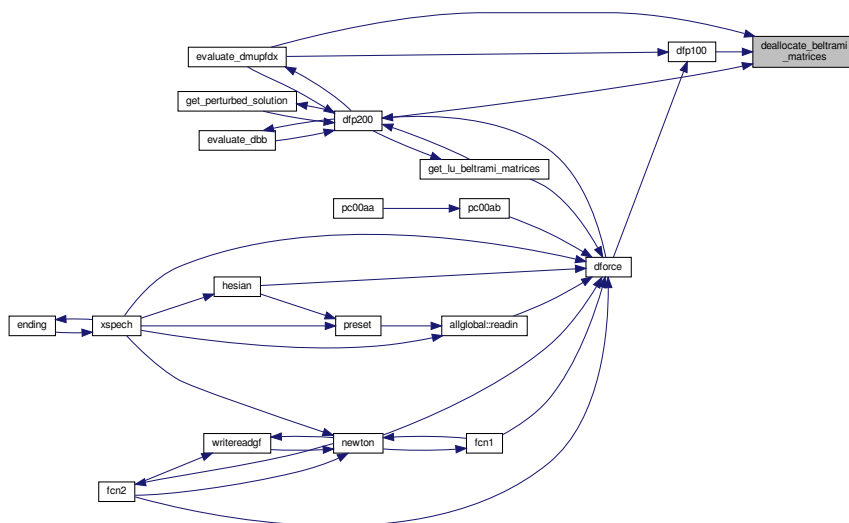 deallocate_beltrami
_matrices
dfp100
evaluate_dmupfdx
get_perturbed_solution
dfp200
evaluate_dbb
get_lu_beltrami_matrices
pc00aa
pc00ab
dforce
hesian
ending
xspech
preset
allglobal::readin
writereadgf
newton
fcn1
fcn2